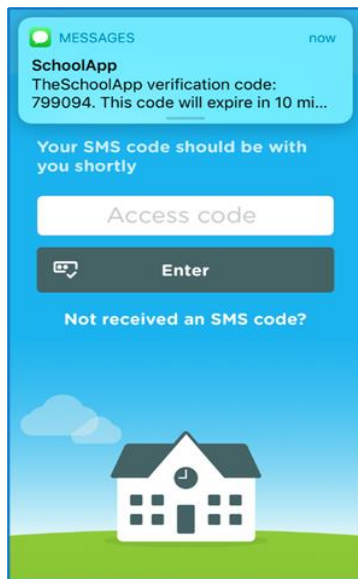 MESSAGES now
SchoolApp
TheSchoolApp verification code:
799094. This code will expire in 10 mi...
Your SMS code should be with
you shortly
Access code
Enter
Not received an SMS code?